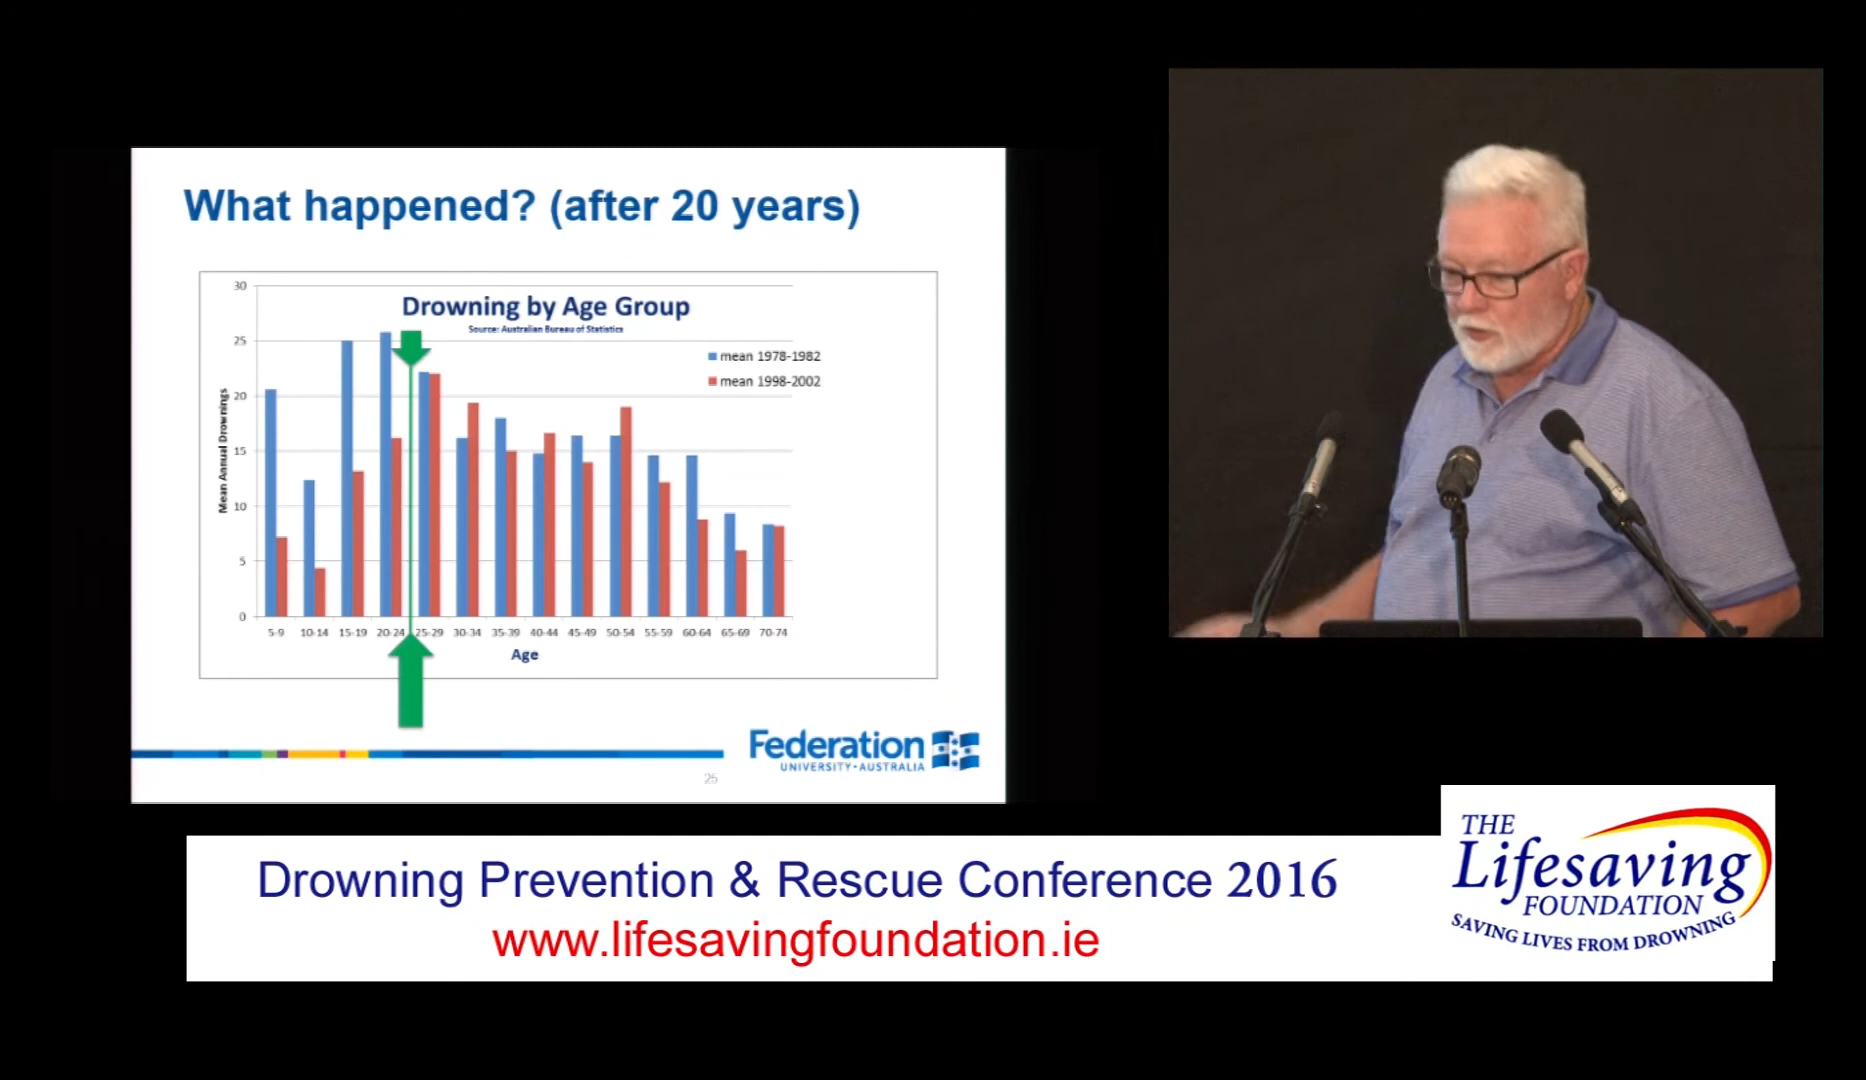 What happened? (after 20 years)
Drowning by Age Group
Source: Australian Bureau of Statistics
mean 1978-1982
mean 1998-2002
Mean Annual Drownings
30
25
20
15
10
5
0
5-9 10-14 15-19 20-24 25-29 30-34 35-39 40-44 45-49 50-54 55-59 60-64 65-69 70-74
Age
Federation
UNIVERSITY • AUSTRALIA
25
Drowning Prevention & Rescue Conference 2016
www.lifesavingfoundation.ie
THE
Lifesaving
FOUNDATION
SAVING LIVES FROM DROWNING